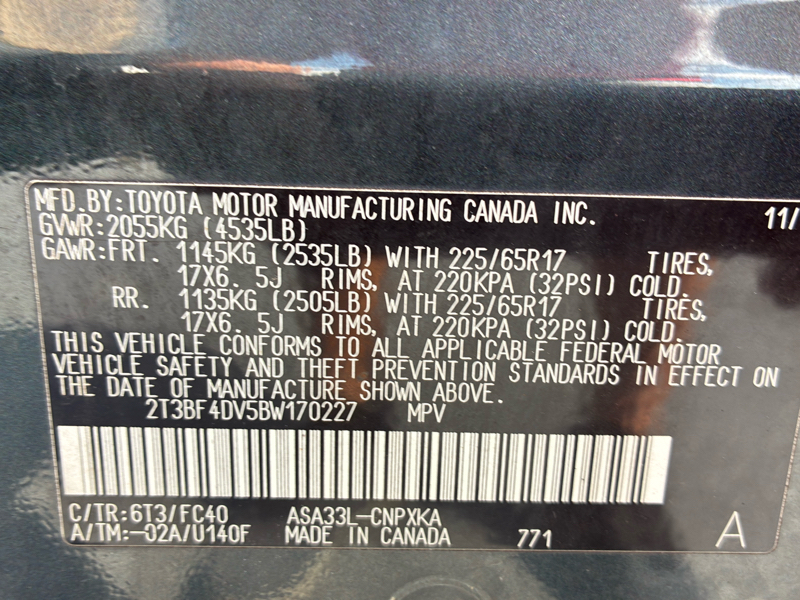 MFD.BY:TOYOTA MOTOR MANUFACTURING CANADA INC. 11/
GVWR:2055KG (4535LB)
GAWR:FRT. 1145KG (2535LB) WITH 225/65R17 TIRES,
17X6. 5J RIMS, AT 220KPA (32PSI) COLD.
RR. 1135KG (2505LB) WITH 225/65R17 TIRES,
17X6. 5J RIMS, AT 220KPA (32PSI) COLD.
THIS VEHICLE CONFORMS TO ALL APPLICABLE FEDERAL MOTOR
VEHICLE SAFETY AND THEFT PREVENTION STANDARDS IN EFFECT ON
THE DATE OF MANUFACTURE SHOWN ABOVE.
2T3BF4DV5BW170227 MPV
C/TR:6T3/FC40 ASA33L-CNPXKA
A/TM:-02A/U140F MADE IN CANADA 771 A